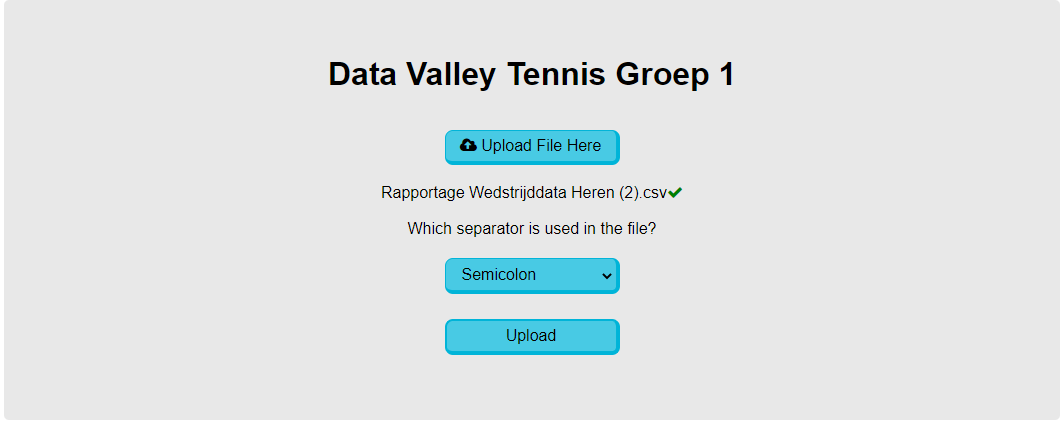 Data Valley Tennis Groep 1
Upload File Here
Rapportage Wedstrijddata Heren (2).csv
Which separator is used in the file?
Semicolon
Upload